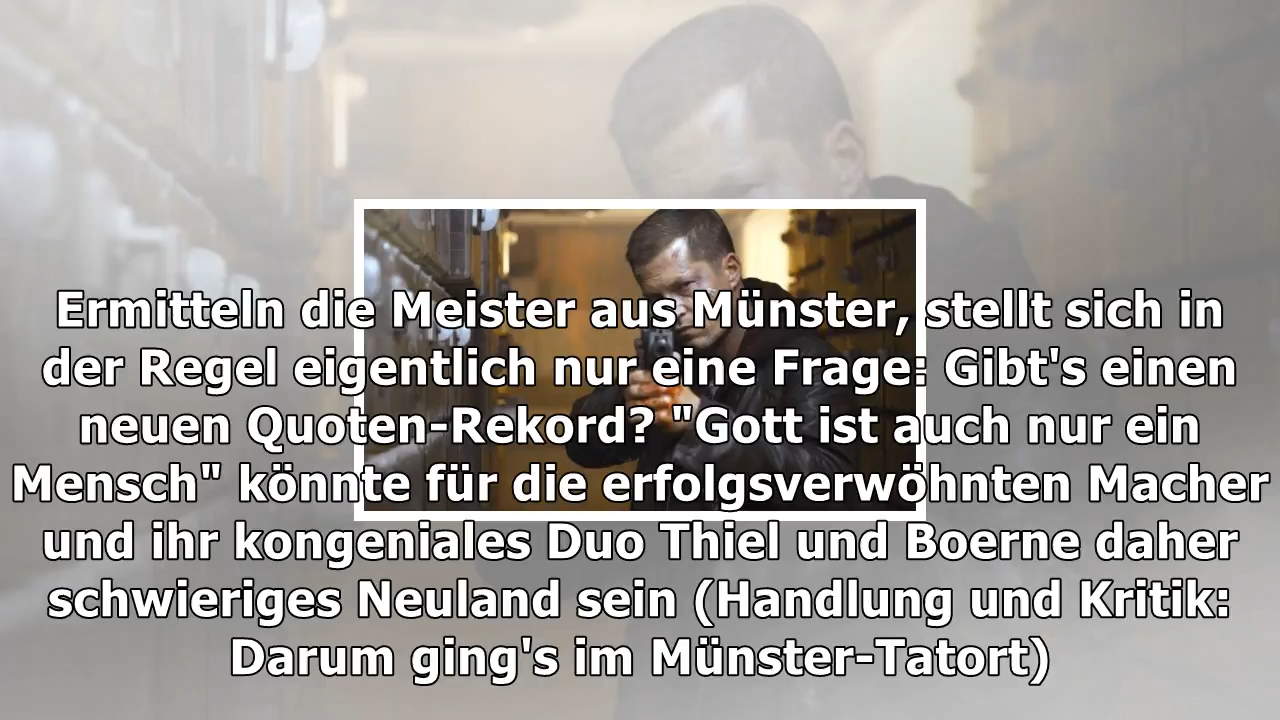 Ermitteln die Meister aus Münster, stellt sich in
der Regel eigentlich nur eine Frage: Gibt's einen
neuen Quoten-Rekord? "Gott ist auch nur ein
Mensch" könnte für die erfolgsverwöhnten Macher
und ihr kongeniales Duo Thiel und Boerne daher
schwieriges Neuland sein (Handlung und Kritik:
Darum ging's im Münster-Tatort)